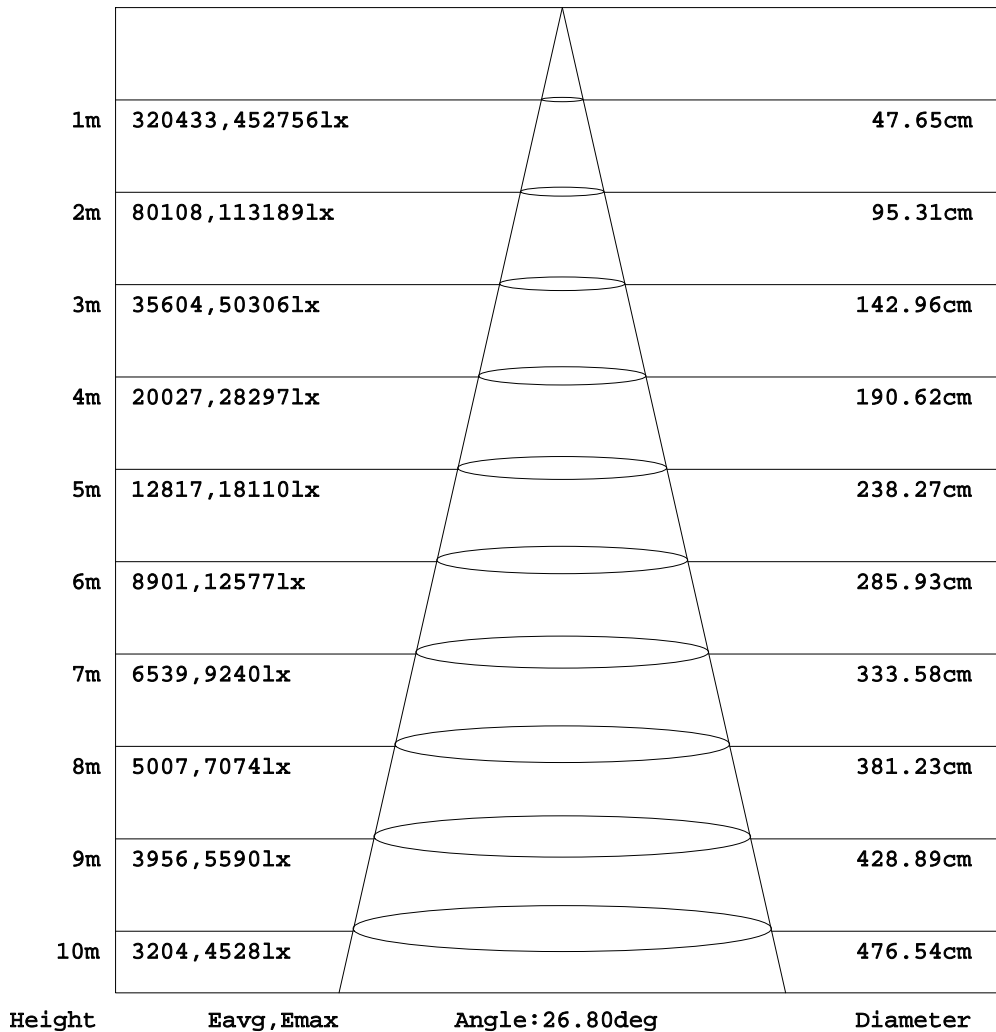 1m 320433,452756lx 47.65cm
2m 80108,113189lx 95.31cm
3m 35604,50306lx 142.96cm
4m 20027,28297lx 190.62cm
5m 12817,18110lx 238.27cm
6m 8901,12577lx 285.93cm
7m 6539,9240lx 333.58cm
8m 5007,7074lx 381.23cm
9m 3956,5590lx 428.89cm
10m 3204,4528lx 476.54cm
Height Eavg,Emax Angle:26.80deg Diameter